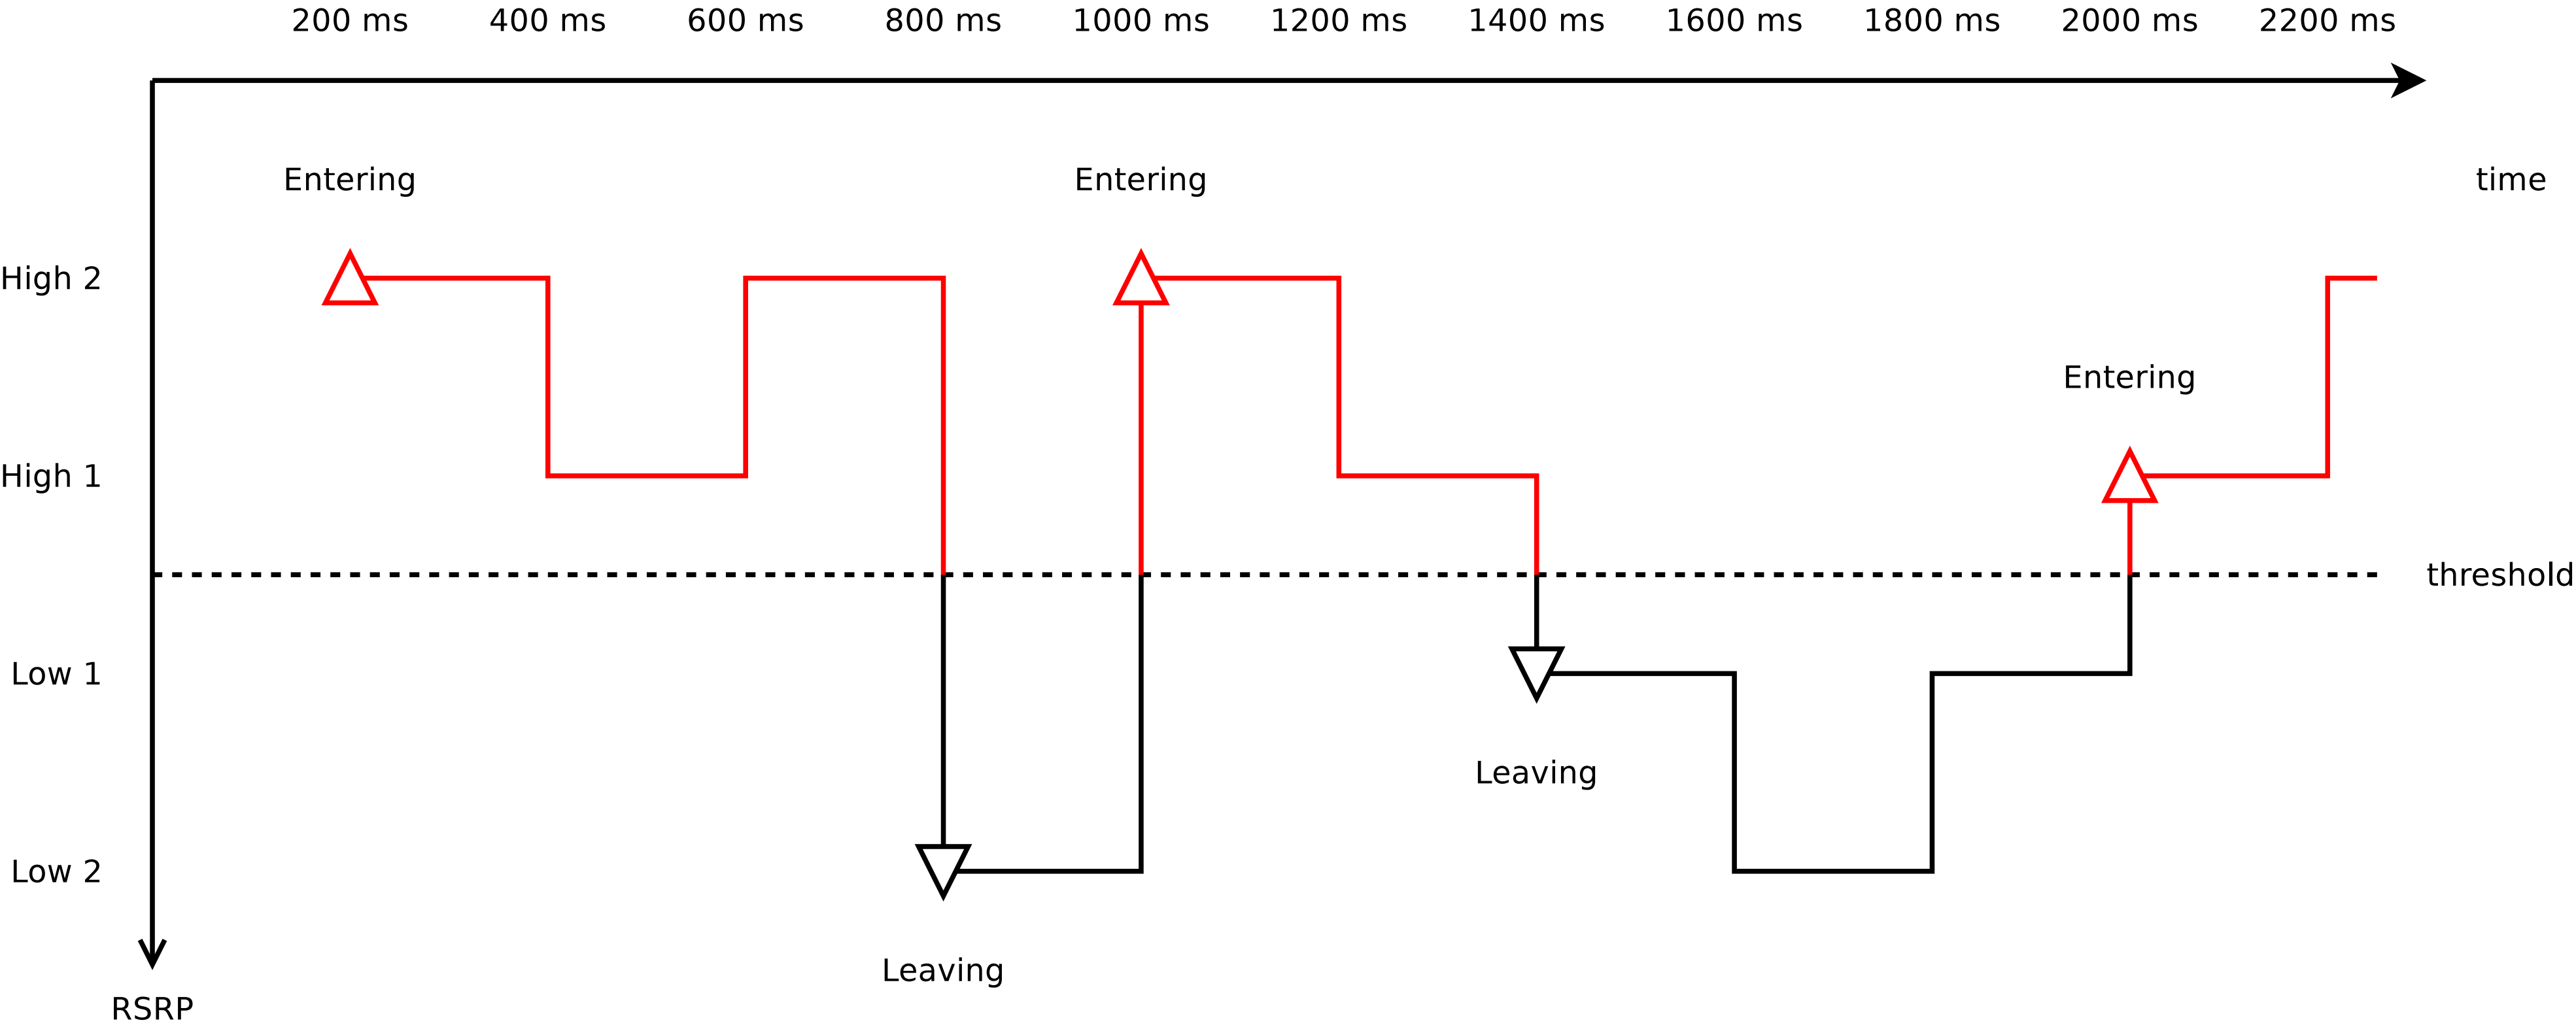 200 ms 400 ms 600 ms 800 ms 1000 ms 1200 ms 1400 ms 1600 ms 1800 ms 2000 ms 2200 ms
Entering Entering time
High 2
Entering
High 1
threshold
Low 1
Leaving
Low 2
Leaving
RSRP